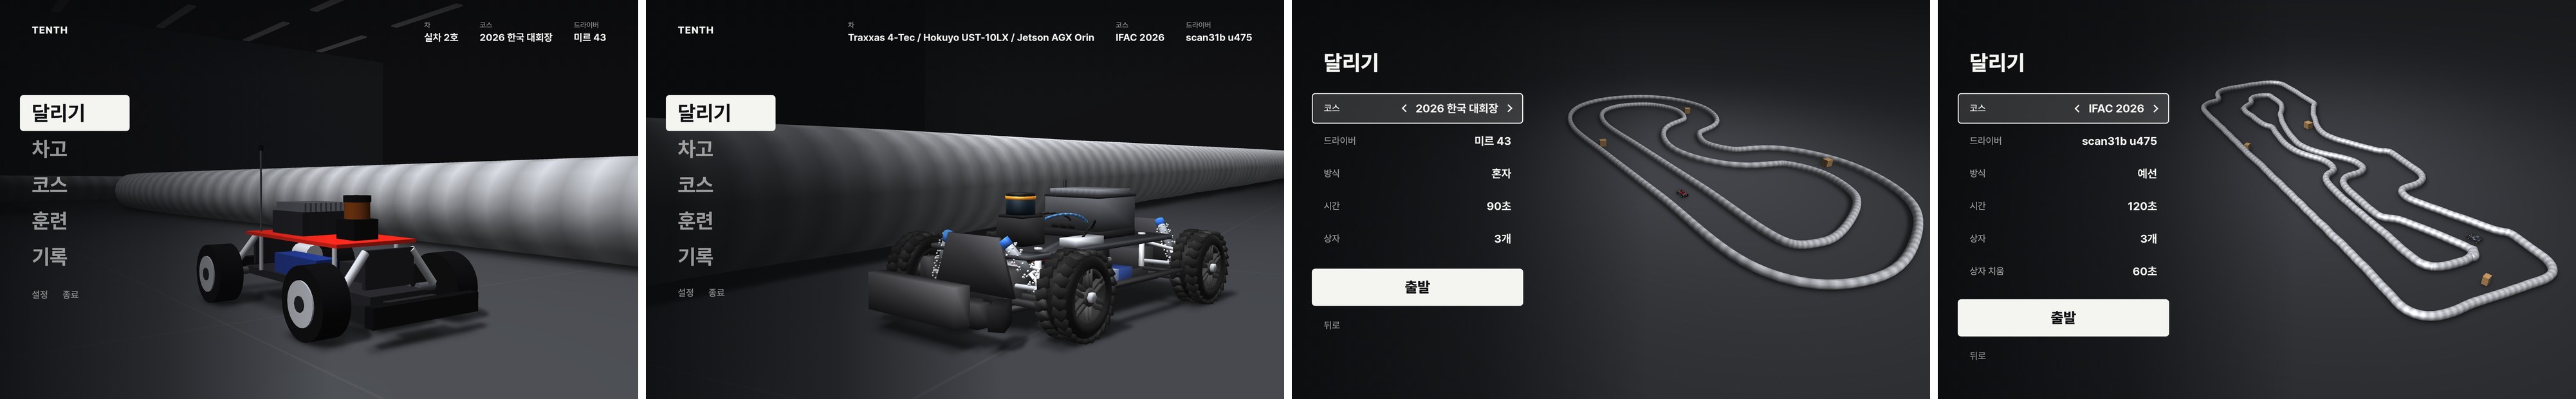 TENTH
차
코스
드라이버
실차 2호
2026 한국 대회장
미르 43
달리기
차고
코스
훈련
기록
설정
종료
TENTH
차
코스
드라이버
Traxxas 4-Tec / Hokuyo UST-10LX / Jetson AGX Orin
IFAC 2026
scan31b u475
달리기
차고
코스
훈련
기록
설정
종료
달리기
코스
< 2026 한국 대회장 >
드라이버
미르 43
방식
혼자
시간
90초
상자
3개
출발
뒤로
달리기
코스
< IFAC 2026 >
드라이버
scan31b u475
방식
예선
시간
120초
상자
3개
상자 치움
60초
출발
뒤로